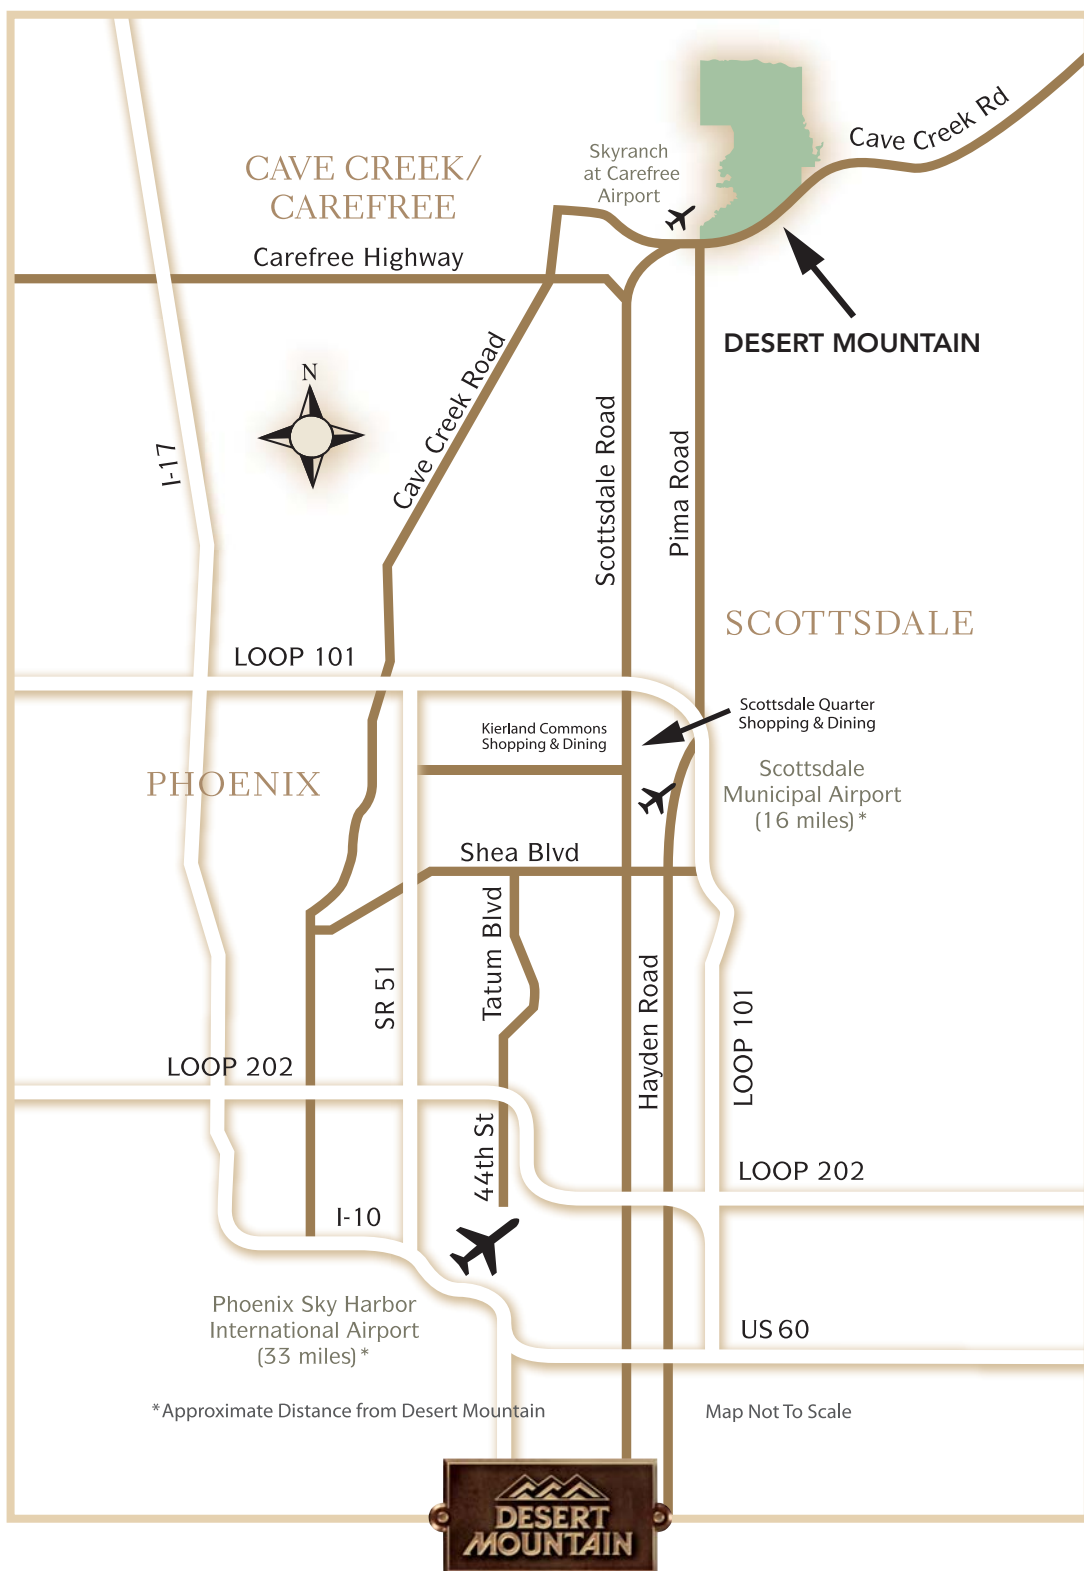 Cave Creek Rd
Skyranch
at Carefree
Airport
CAVE CREEK/
CAREFREE
Carefree Highway
DESERT MOUNTAIN
N
Cave Creek Road
I-17
Scottsdale Road
Pima Road
SCOTTSDALE
LOOP 101
Scottsdale Quarter
Shopping & Dining
Kierland Commons
Shopping & Dining
PHOENIX
Scottsdale
Municipal Airport
(16 miles)*
Shea Blvd
Tatum Blvd
SR 51
Hayden Road
LOOP 101
LOOP 202
44th St
LOOP 202
I-10
Phoenix Sky Harbor
International Airport
(33 miles)*
US 60
*Approximate Distance from Desert Mountain
Map Not To Scale
DESERT
MOUNTAIN